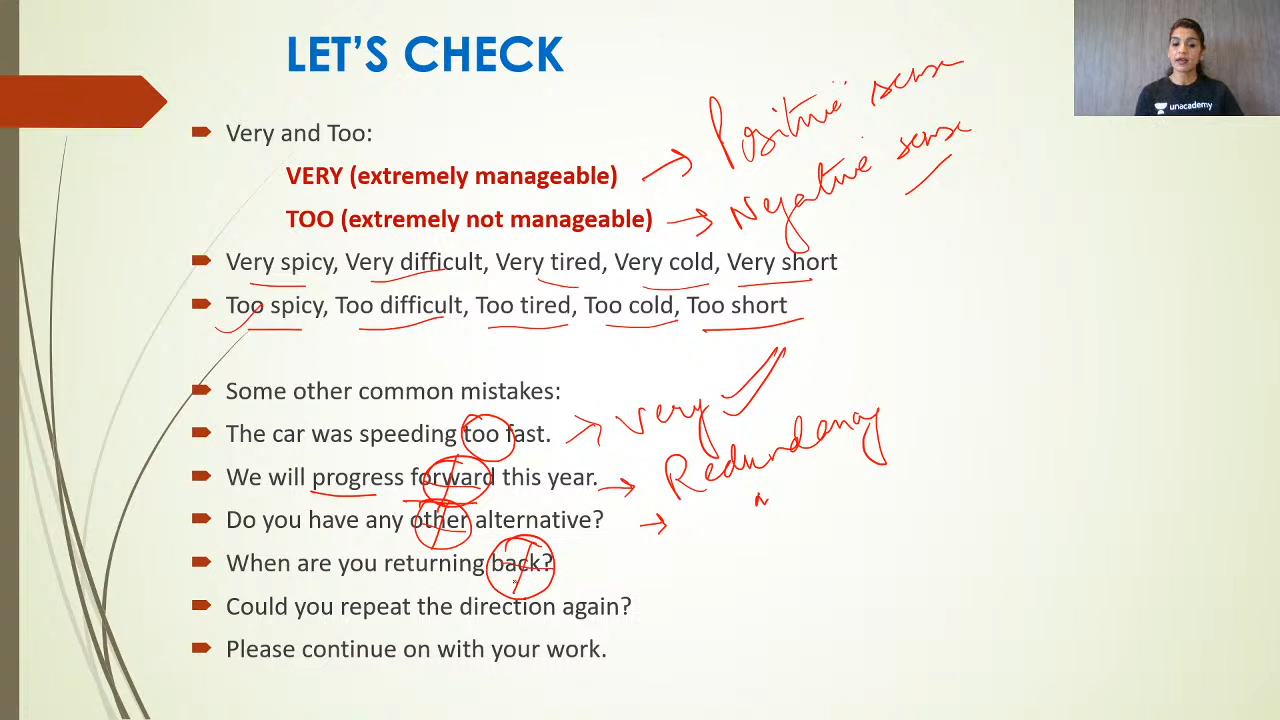 LET'S CHECK
unacademy
Very and Too:
VERY (extremely manageable) → Positive sense
TOO (extremely not manageable) → Negative sense
Very spicy, Very difficult, Very tired, Very cold, Very short
Too spicy, Too difficult, Too tired, Too cold, Too short
Some other common mistakes:
The car was speeding too fast. → Very
We will progress forward this year. → Redundancy
Do you have any other alternative? →
When are you returning back?
Could you repeat the direction again?
Please continue on with your work.